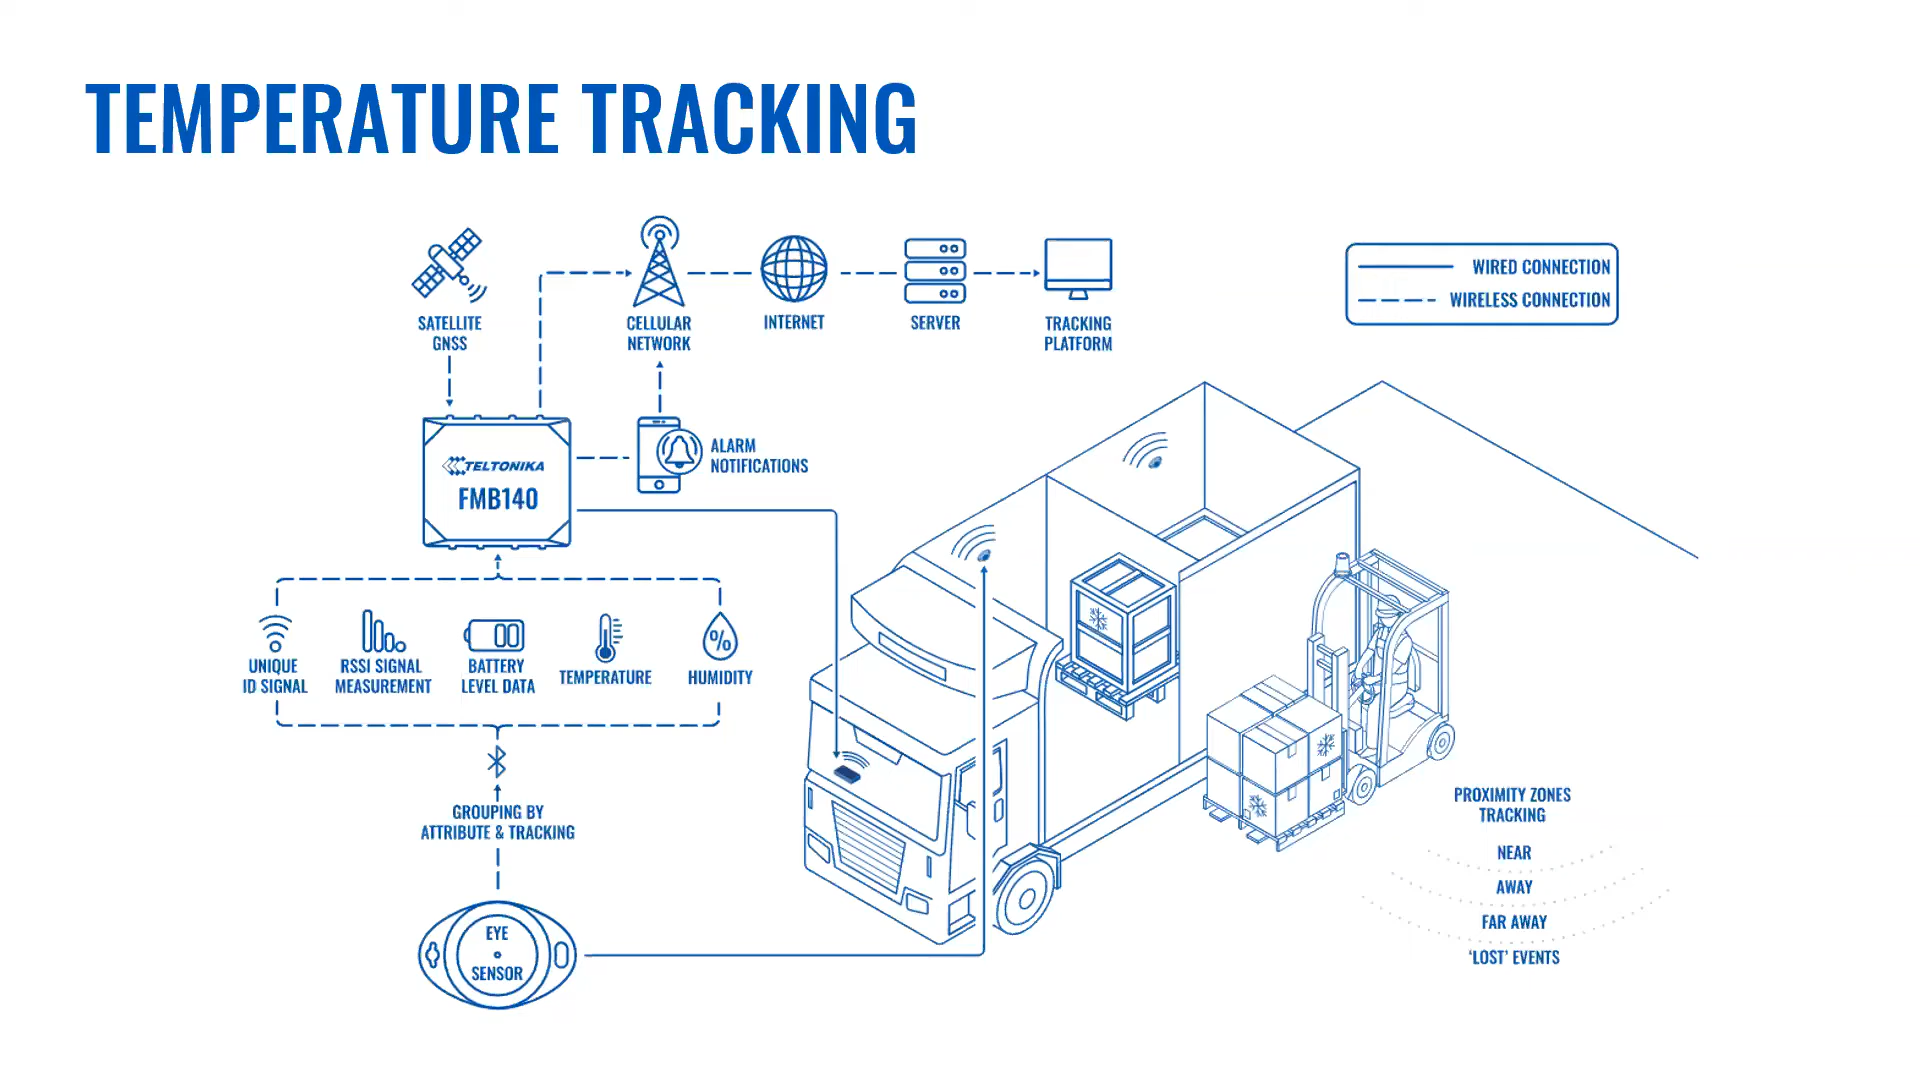 TEMPERATURE TRACKING
SATELLITE
GNSS
CELLULAR
NETWORK
INTERNET
SERVER
TRACKING
PLATFORM
WIRED CONNECTION
WIRELESS CONNECTION
TELTONIKA
FMB140
ALARM
NOTIFICATIONS
UNIQUE
ID SIGNAL
RSSI SIGNAL
MEASUREMENT
BATTERY
LEVEL DATA
TEMPERATURE
%
HUMIDITY
GROUPING BY
ATTRIBUTE & TRACKING
EYE
SENSOR
PROXIMITY ZONES
TRACKING
NEAR
AWAY
FAR AWAY
'LOST' EVENTS